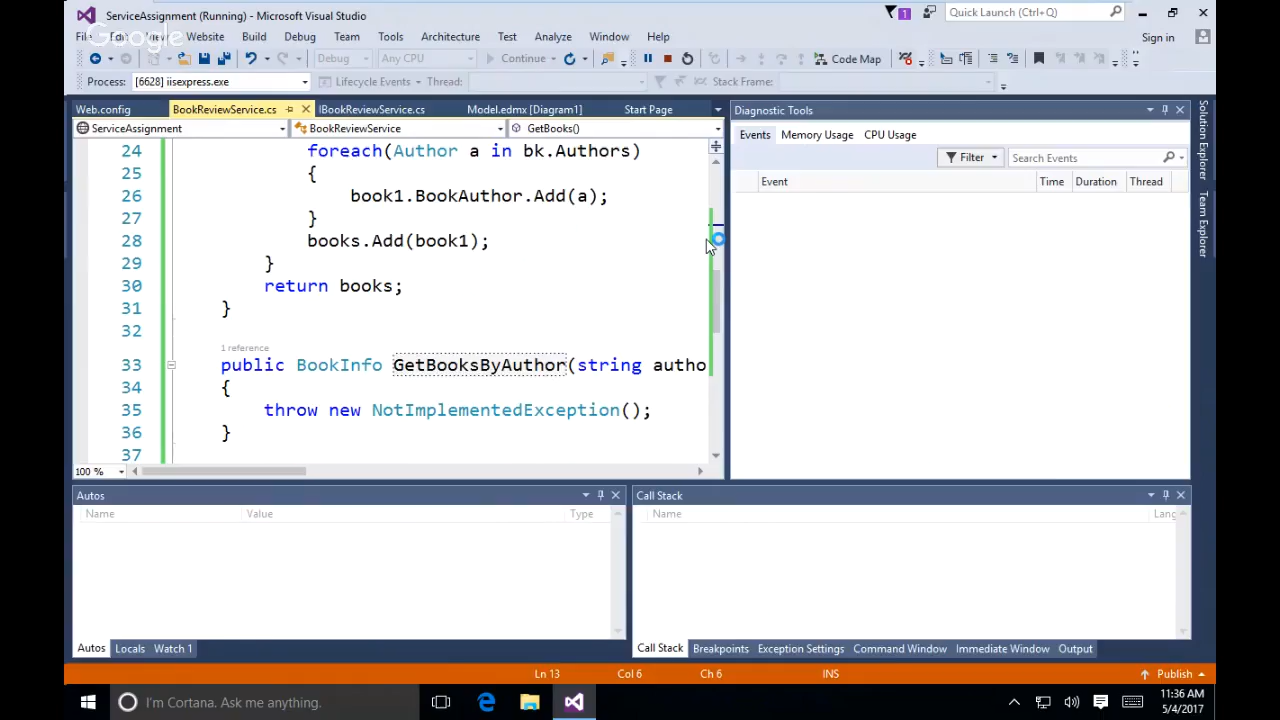 ServiceAssignment (Running) - Microsoft Visual Studio
1
Quick Launch (Ctrl+Q)
File Edit View Website Build Debug Team Tools Architecture Test Analyze Window Help
Google
Sign in
Debug Any CPU Continue Code Map
Process: [6628] iisexpress.exe Lifecycle Events Thread: Stack Frame:
Web.config BookReviewService.cs IBookReviewService.cs Model.edmx [Diagram1] Start Page
ServiceAssignment BookReviewService GetBooks()
24 foreach(Author a in bk.Authors)
25 {
26 book1.BookAuthor.Add(a);
27 }
28 books.Add(book1);
29 }
30 return books;
31 }
32
1 reference
33 public BookInfo GetBooksByAuthor(string autho
34 {
35 throw new NotImplementedException();
36 }
37
100 %
Diagnostic Tools
Events Memory Usage CPU Usage
Filter Search Events
Event Time Duration Thread
Solution Explorer
Team Explorer
Autos
Name Value Type
Autos Locals Watch 1
Call Stack
Name Lang
Call Stack Breakpoints Exception Settings Command Window Immediate Window Output
Ln 13 Col 6 Ch 6 INS Publish
I'm Cortana. Ask me anything.
11:36 AM
5/4/2017